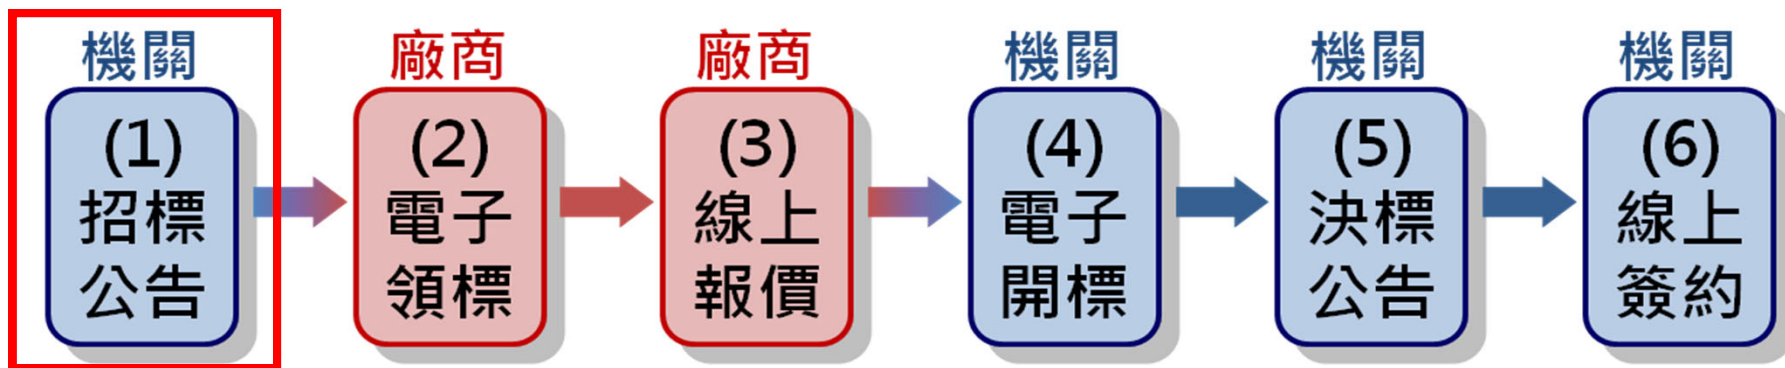 機關
(1)
招標
公告
廠商
(2)
電子
領標
廠商
(3)
線上
報價
機關
(4)
電子
開標
機關
(5)
決標
公告
機關
(6)
線上
簽約